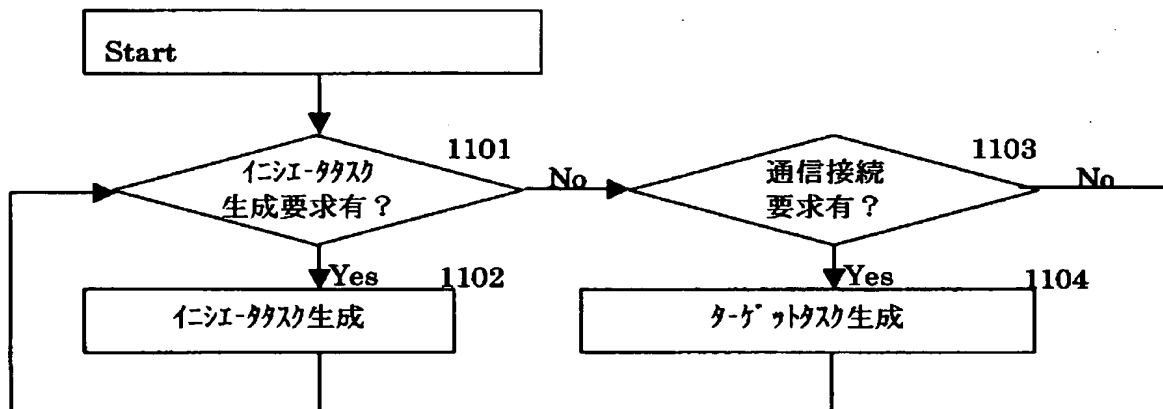 Start
1101
ｲﾆｼｴｰﾀﾀｽｸ
生成要求有？
No
1103
通信接続
要求有？
No
Yes
1102
ｲﾆｼｴｰﾀﾀｽｸ生成
Yes
1104
ﾀｰｹﾞｯﾄﾀｽｸ生成